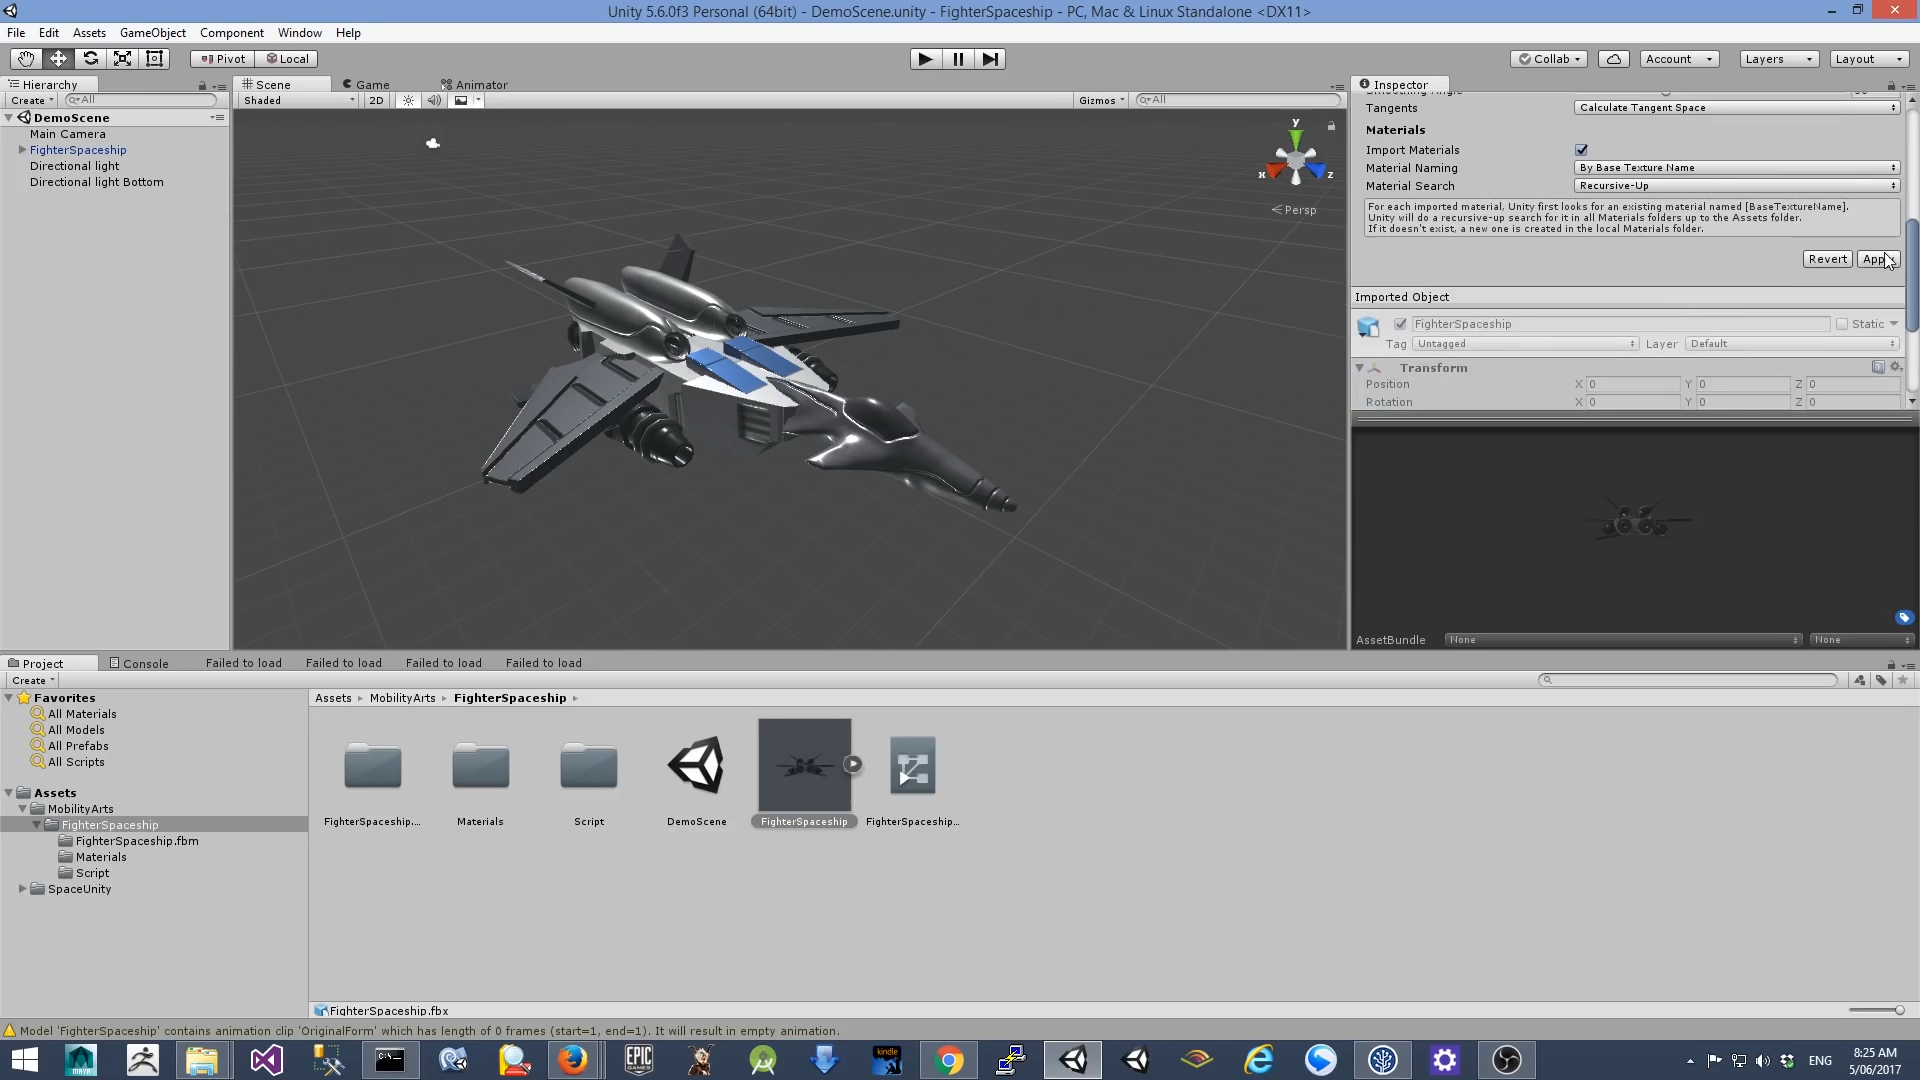 Unity 5.6.0f3 Personal (64bit) - DemoScene.unity - FighterSpaceship - PC, Mac & Linux Standalone <DX11>
File Edit Assets GameObject Component Window Help
Pivot Local Collab Account Layers Layout
Hierarchy
Create All
DemoScene
Main Camera
FighterSpaceship
Directional light
Directional light Bottom
Scene Game Animator
Shaded 2D Gizmos All
y
x z
Persp
Inspector
Tangents Calculate Tangent Space
Materials
Import Materials
Material Naming By Base Texture Name
Material Search Recursive-Up
For each imported material, Unity first looks for an existing material named [BaseTextureName].
Unity will do a recursive-up search for it in all Materials folders up to the Assets folder.
If it doesn't exist, a new one is created in the local Materials folder.
Revert
Imported Object
FighterSpaceship Static
Tag Untagged Layer Default
Transform
Position X 0 Y 0 Z 0
Rotation X 0 Y 0 Z 0
AssetBundle None None
Project Console Failed to load Failed to load Failed to load Failed to load
Create
Favorites
All Materials
All Models
All Prefabs
All Scripts
Assets
MobilityArts
FighterSpaceship
FighterSpaceship.fbm
Materials
Script
SpaceUnity
Assets MobilityArts FighterSpaceship
FighterSpaceship... Materials Script DemoScene FighterSpaceship FighterSpaceship...
FighterSpaceship.fbx
Model 'FighterSpaceship' contains animation clip 'OriginalForm' which has length of 0 frames (start=1, end=1). It will result in empty animation.
MAYA
C:\
EPIC GAMES
kindle
ENG
8:25 AM
5/06/2017